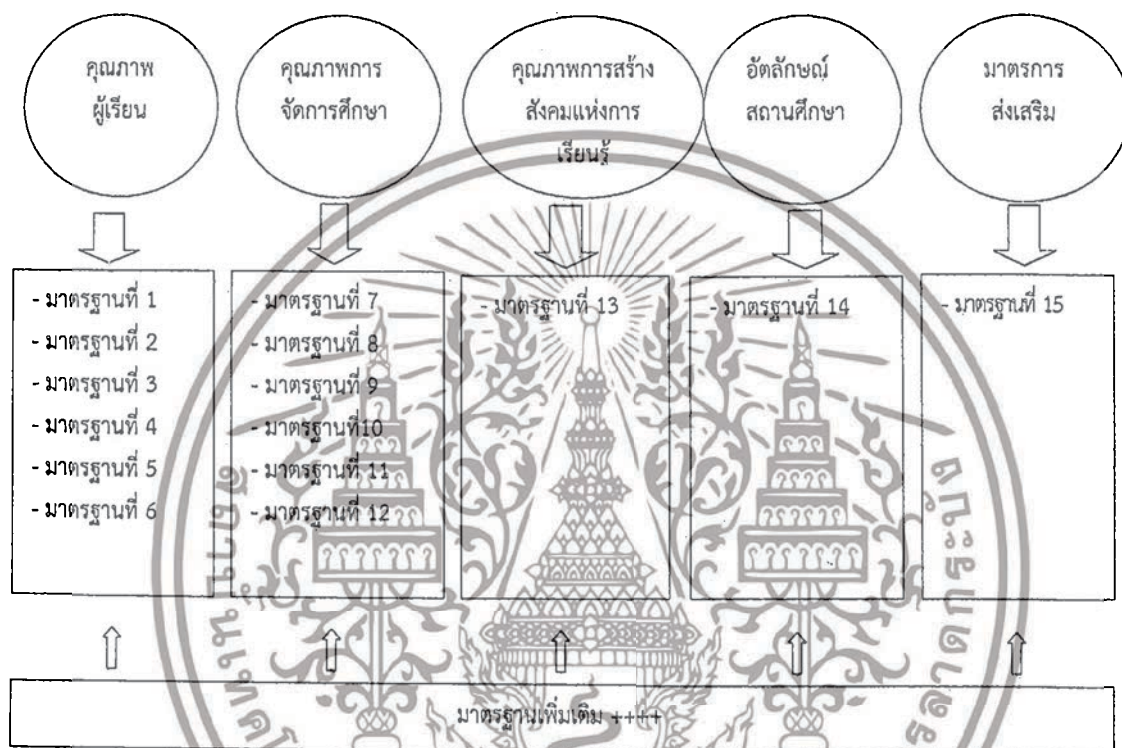 คุณภาพ
ผู้เรียน
คุณภาพการ
จัดการศึกษา
คุณภาพการสร้าง
สังคมแห่งการ
เรียนรู้
อัตลักษณ์
สถานศึกษา
มาตรการ
ส่งเสริม
- มาตรฐานที่ 1
- มาตรฐานที่ 2
- มาตรฐานที่ 3
- มาตรฐานที่ 4
- มาตรฐานที่ 5
- มาตรฐานที่ 6
- มาตรฐานที่ 7
- มาตรฐานที่ 8
- มาตรฐานที่ 9
- มาตรฐานที่10
- มาตรฐานที่ 11
- มาตรฐานที่ 12
- มาตรฐานที่ 13
- มาตรฐานที่ 14
- มาตรฐานที่ 15
มาตรฐานเพิ่มเติม ++++